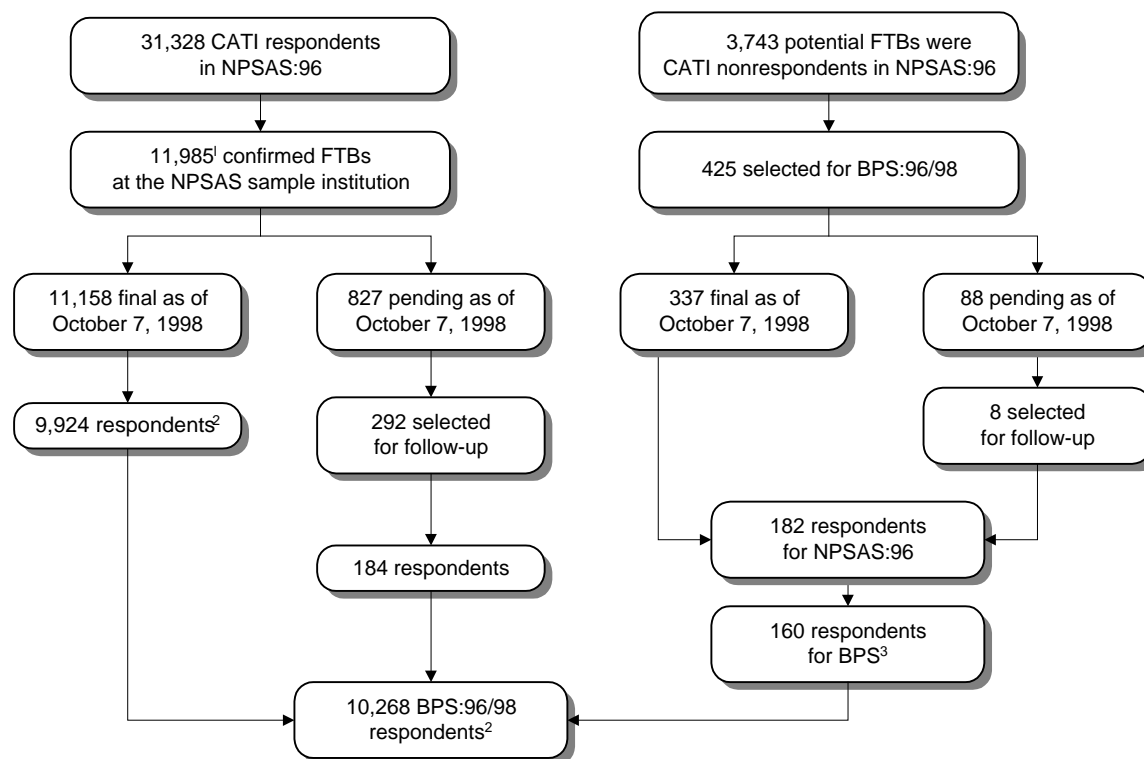 31,328 CATI respondents
in NPSAS:96
3,743 potential FTBs were
CATI nonrespondents in NPSAS:96
11,985¹ confirmed FTBs
at the NPSAS sample institution
425 selected for BPS:96/98
11,158 final as of
October 7, 1998
827 pending as of
October 7, 1998
337 final as of
October 7, 1998
88 pending as of
October 7, 1998
9,924 respondents²
292 selected
for follow-up
8 selected
for follow-up
182 respondents
for NPSAS:96
184 respondents
160 respondents
for BPS³
10,268 BPS:96/98
respondents²